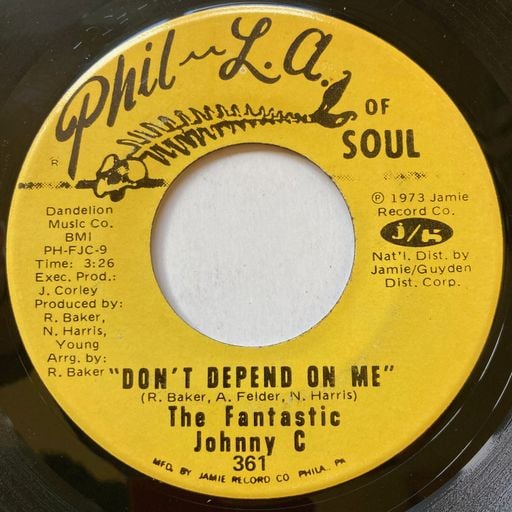 Phil-L.A.
OF
SOUL
R
Dandelion
Music Co.
BMI
PH-FJC-9
Time: 3:26
Exec. Prod.:
J. Corley
Produced by:
R. Baker,
N. Harris,
Young
Arrg. by:
R. Baker
℗ 1973 Jamie
Record Co.
j/G
Nat'l. Dist. by
Jamie/Guyden
Dist. Corp.
"DON'T DEPEND ON ME"
(R. Baker, A. Felder, N. Harris)
The Fantastic
Johnny C
361
MFD. BY JAMIE RECORD CO PHILA., PA